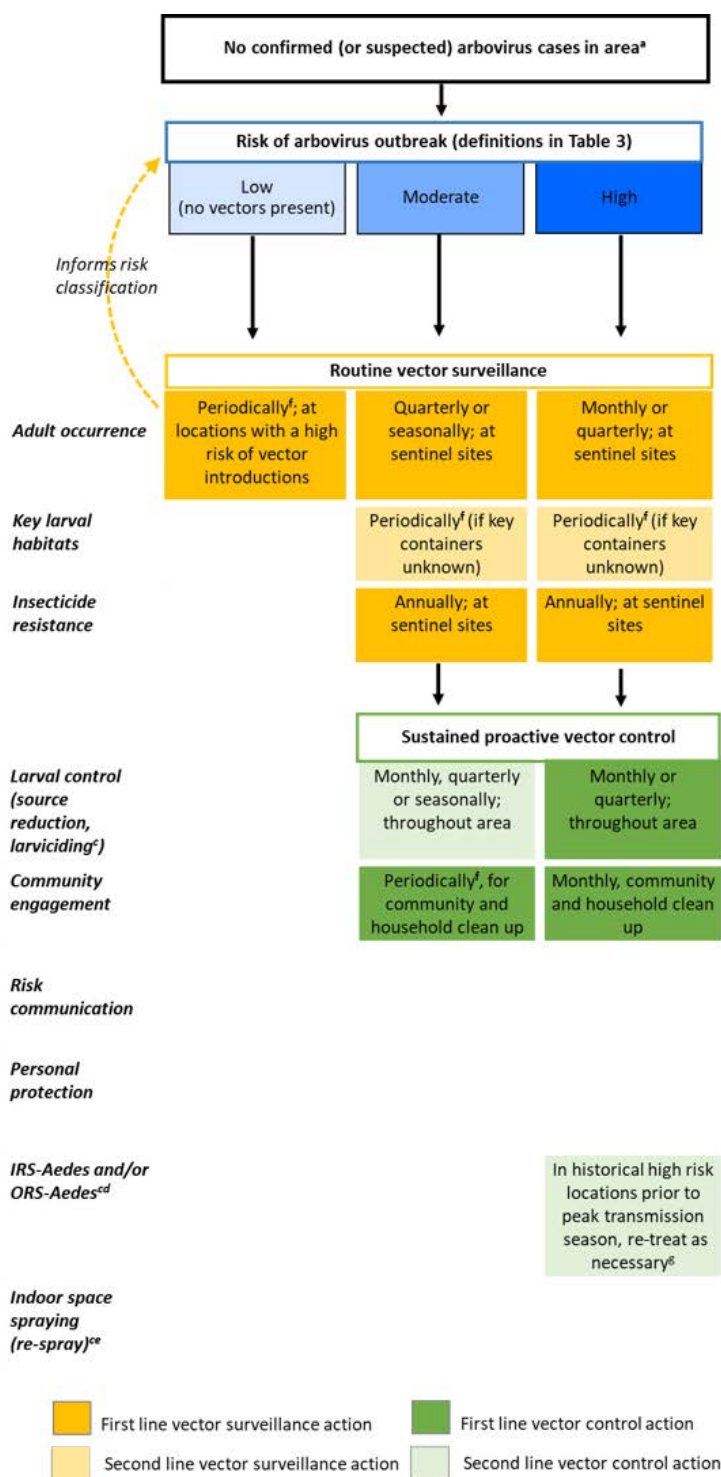 No confirmed (or suspected) arbovirus cases in areaᵃ
Risk of arbovirus outbreak (definitions in Table 3)
Low
(no vectors present)
Moderate
High
Informs risk
classification
Routine vector surveillance
Adult occurrence
Periodicallyᶠ; at
locations with a high
risk of vector
introductions
Quarterly or
seasonally; at
sentinel sites
Monthly or
quarterly; at
sentinel sites
Key larval
habitats
Periodicallyᶠ (if key
containers
unknown)
Periodicallyᶠ (if key
containers
unknown)
Insecticide
resistance
Annually; at
sentinel sites
Annually; at sentinel
sites
Sustained proactive vector control
Larval control
(source
reduction,
larvicidingᶜ)
Monthly, quarterly
or seasonally;
throughout area
Monthly or
quarterly;
throughout area
Community
engagement
Periodicallyᶠ, for
community and
household clean up
Monthly, community
and household clean
up
Risk
communication
Personal
protection
IRS-Aedes and/or
ORS-Aedesᶜᵈ
In historical high risk
locations prior to
peak transmission
season, re-treat as
necessaryᵍ
Indoor space
spraying
(re-spray)ᶜᵉ
First line vector surveillance action
First line vector control action
Second line vector surveillance action
Second line vector control action